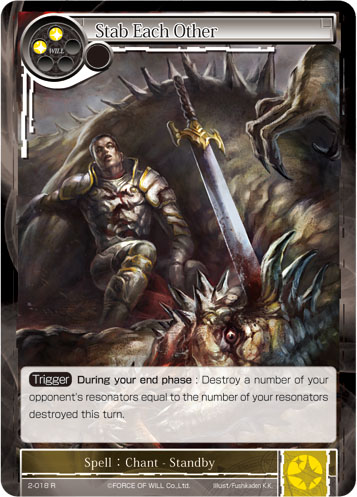 Stab Each Other
WILL
Trigger During your end phase : Destroy a number of your
opponent's resonators equal to the number of your resonators
destroyed this turn.
Spell : Chant - Standby
2-018 R ©FORCE OF WILL Co.,Ltd. illust/Fushikaden K.K.